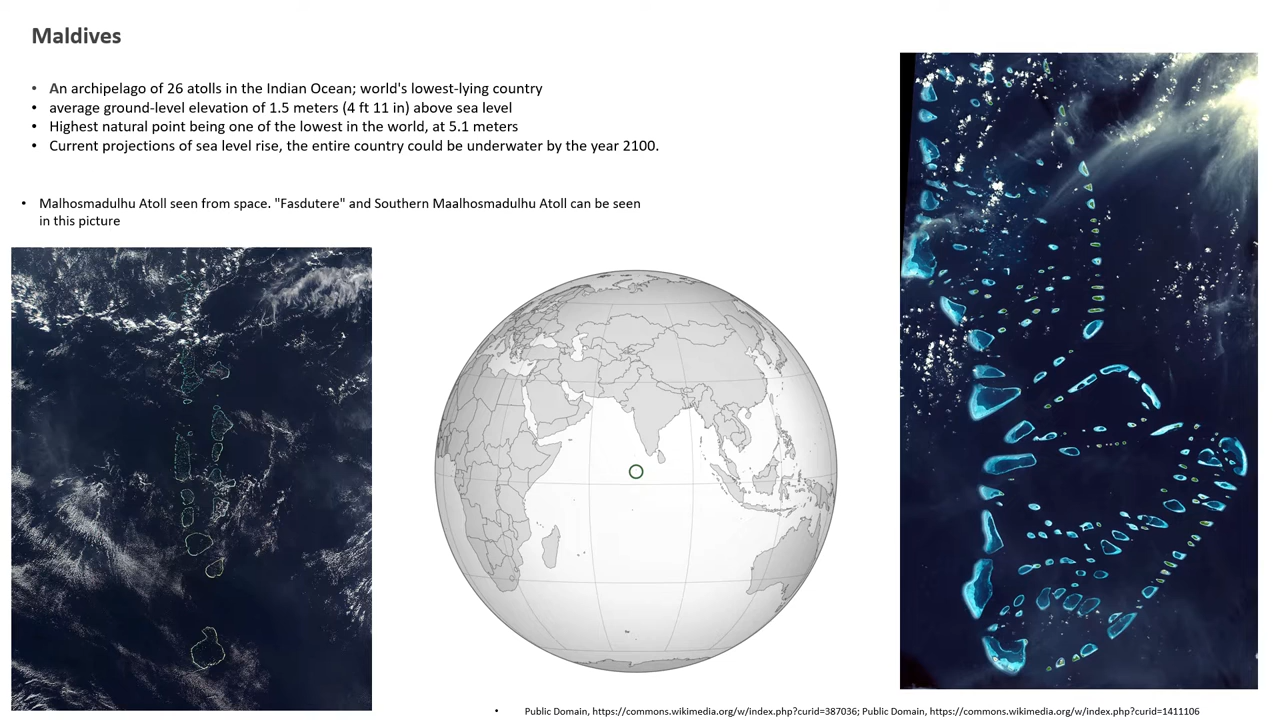 Maldives
• An archipelago of 26 atolls in the Indian Ocean; world's lowest-lying country
• average ground-level elevation of 1.5 meters (4 ft 11 in) above sea level
• Highest natural point being one of the lowest in the world, at 5.1 meters
• Current projections of sea level rise, the entire country could be underwater by the year 2100.
• Malhosmadulhu Atoll seen from space. "Fasdutere" and Southern Maalhosmadulhu Atoll can be seen
in this picture
• Public Domain, https://commons.wikimedia.org/w/index.php?curid=387036; Public Domain, https://commons.wikimedia.org/w/index.php?curid=1411106